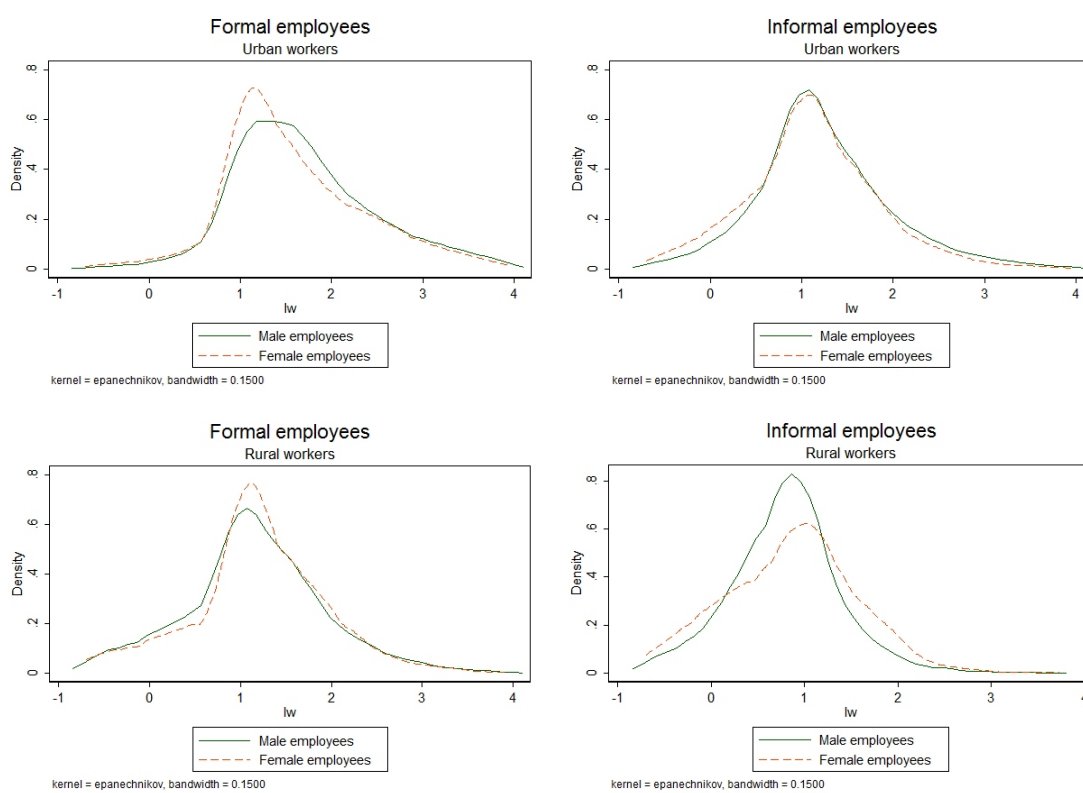 Formal employees
Urban workers
Density
0 .2 .4 .6 .8
-1 0 1 2 3 4
lw
Male employees
Female employees
kernel = epanechnikov, bandwidth = 0.1500
Informal employees
Urban workers
Density
0 .2 .4 .6 .8
-1 0 1 2 3 4
lw
Male employees
Female employees
kernel = epanechnikov, bandwidth = 0.1500
Formal employees
Rural workers
Density
0 .2 .4 .6 .8
-1 0 1 2 3 4
lw
Male employees
Female employees
kernel = epanechnikov, bandwidth = 0.1500
Informal employees
Rural workers
Density
0 .2 .4 .6 .8
-1 0 1 2 3 4
lw
Male employees
Female employees
kernel = epanechnikov, bandwidth = 0.1500